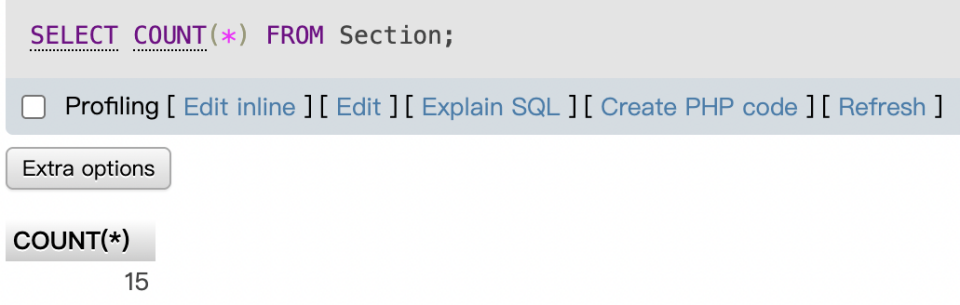 SELECT COUNT(*) FROM Section;
Profiling [ Edit inline ] [ Edit ] [ Explain SQL ] [ Create PHP code ] [ Refresh ]
Extra options
COUNT(*)
15